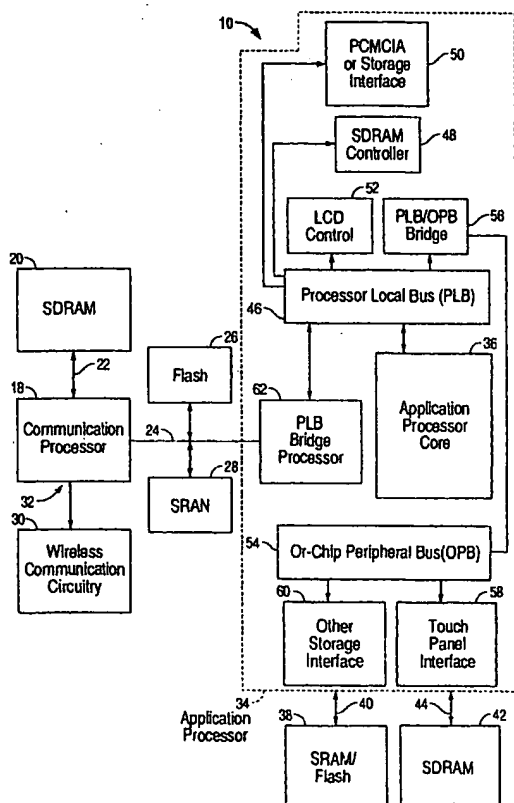 10
PCMCIA
or Storage
Interface
50
SDRAM
Controller
48
52
LCD
Control
PLB/OPB
Bridge
56
20
SDRAM
Processor Local Bus (PLB)
46
26
Flash
36
22
18
Communication
Processor
62
PLB
Bridge
Processor
Application
Processor
Core
24
28
SRAN
32
30
Wireless
Communication
Circuitry
54
Or-Chip Peripheral Bus(OPB)
60
58
Other
Storage
Interface
Touch
Panel
Interface
34
Application
Processor
40
44
38
42
SRAM/
Flash
SDRAM